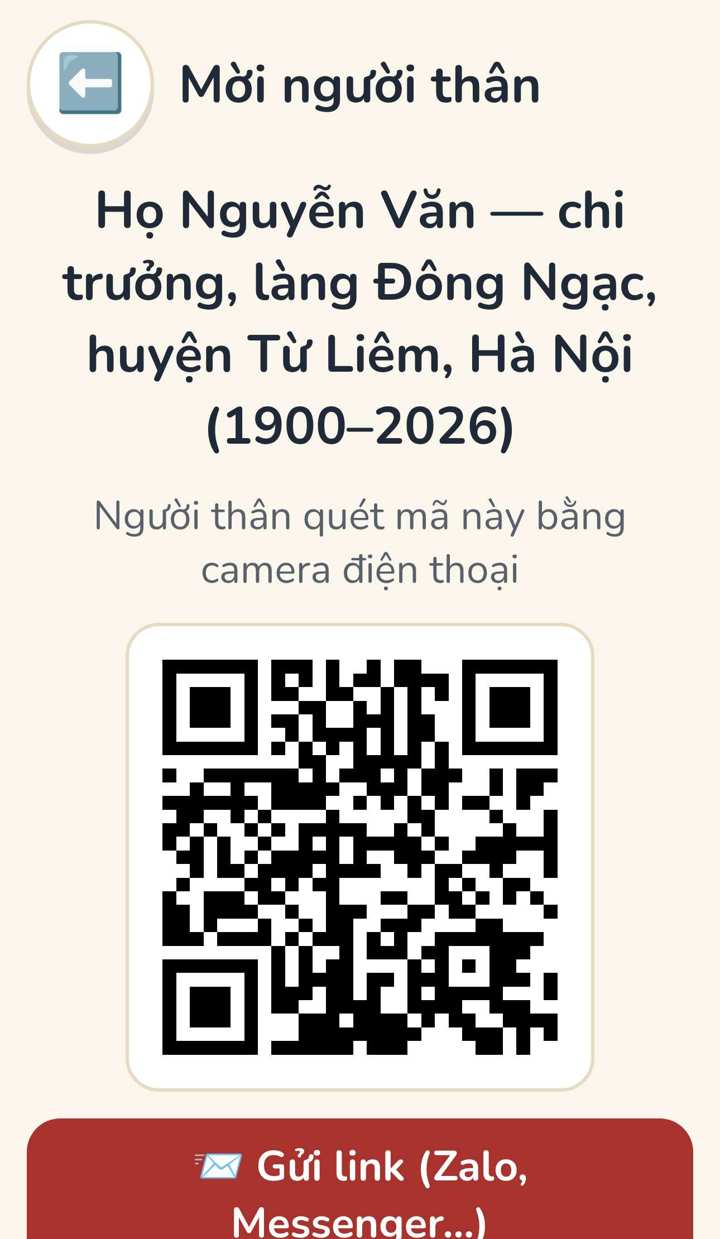 Mời người thân
Họ Nguyễn Văn — chi
trưởng, làng Đông Ngạc,
huyện Từ Liêm, Hà Nội
(1900–2026)
Người thân quét mã này bằng
camera điện thoại
Gửi link (Zalo,
Messenger...)